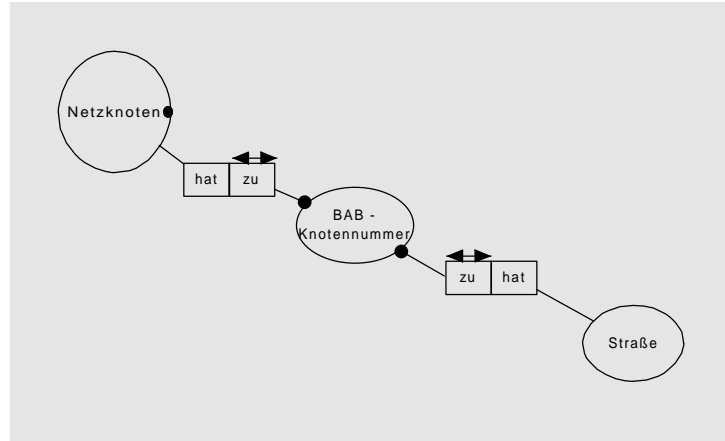 Netzknoten
hat
zu
BAB -
Knotennummer
zu
hat
Straße